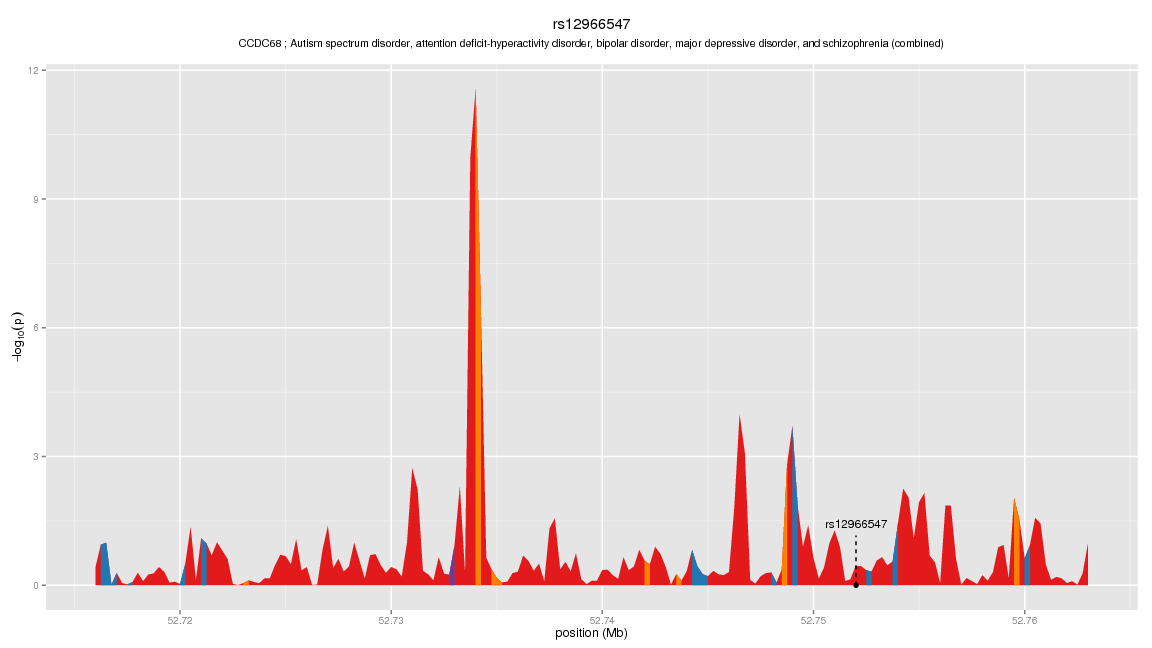 rs12966547
CCDC68 ; Autism spectrum disorder, attention deficit-hyperactivity disorder, bipolar disorder, major depressive disorder, and schizophrenia (combined)
12
9
6
3
0
−log10(p)
rs12966547
52.72 52.73 52.74 52.75 52.76
position (Mb)